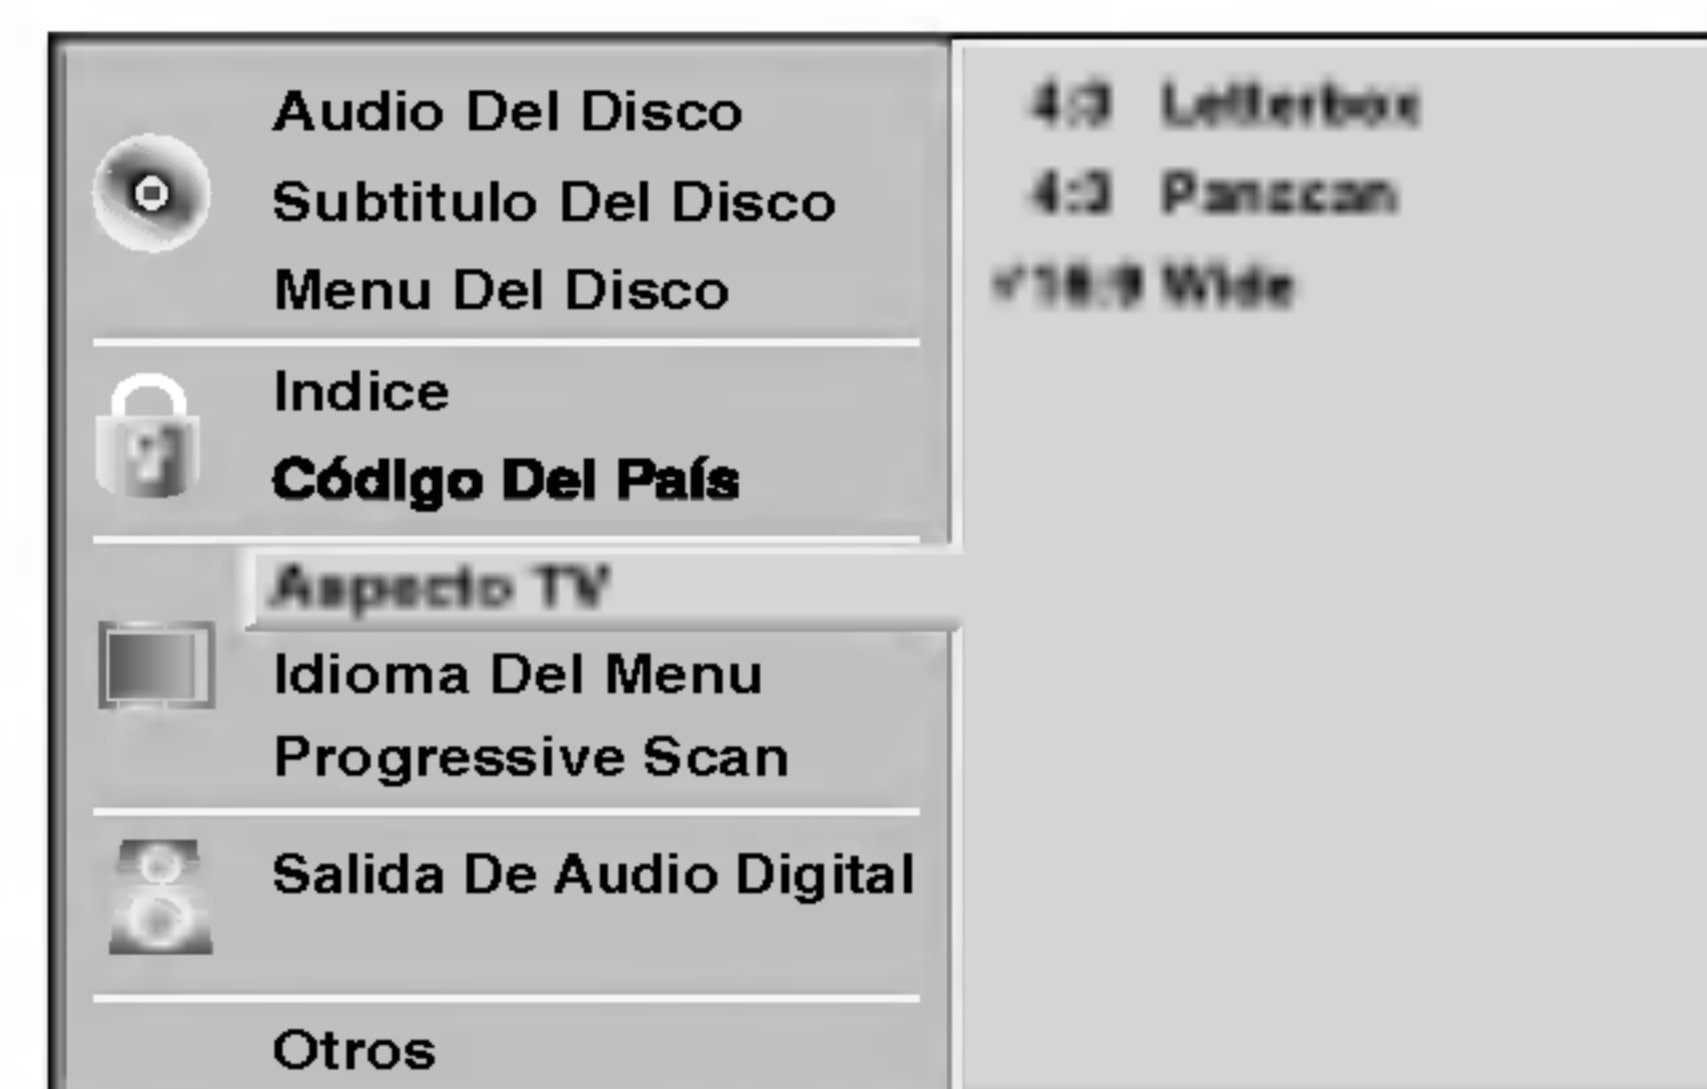 Audio Del Disco
Subtitulo Del Disco
Menu Del Disco
Indice
Código Del País
Aspecto TV
Idioma Del Menu
Progressive Scan
Salida De Audio Digital
Otros
4:3 Letterbox
4:3 Panscan
✓16:9 Wide